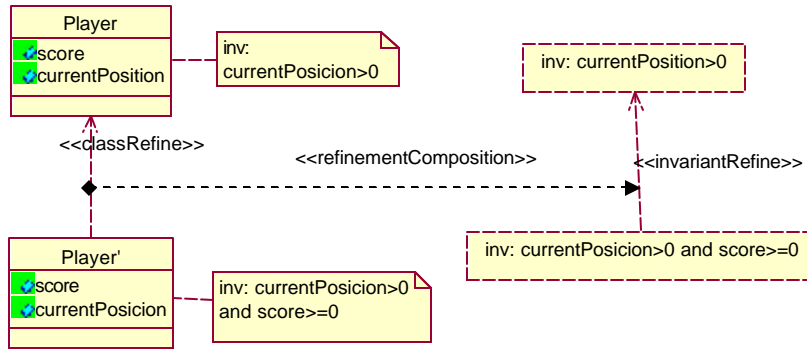 Player
score
currentPosition
inv:
currentPosicion>0
inv: currentPosition>0
<<classRefine>>
<<refinementComposition>>
<<invariantRefine>>
Player'
score
currentPosicion
inv: currentPosicion>0
and score>=0
inv: currentPosicion>0 and score>=0